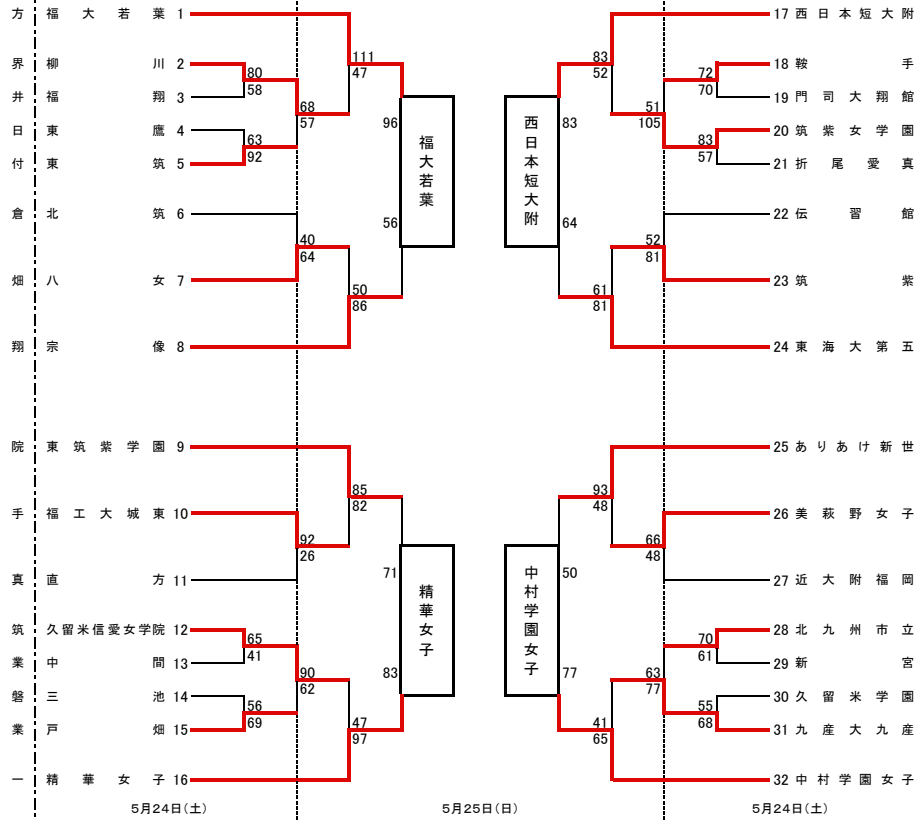 方 福大若葉 1
界 柳川 2
井 福翔 3
日 東鷹 4
付 東筑 5
倉 北筑 6
畑 八女 7
翔 宗像 8
院 東筑紫学園 9
手 福工大城東 10
真 直方 11
筑 久留米信愛女学院 12
業 中間 13
磐 三池 14
業 戸畑 15
一 精華女子 16
80
58
63
92
68
57
40
64
111
47
50
86
96
56
福大若葉
92
26
65
41
56
69
90
62
85
82
47
97
71
83
精華女子
西日本短大附
83
64
83
52
61
81
51
105
52
81
72
70
83
57
中村学園女子
50
77
93
48
41
65
66
48
63
77
70
61
55
68
17 西日本短大附
18 鞍手
19 門司大翔館
20 筑紫女学園
21 折尾愛真
22 伝習館
23 筑紫
24 東海大第五
25 ありあけ新世
26 美萩野女子
27 近大附福岡
28 北九州市立
29 新宮
30 久留米学園
31 九産大九産
32 中村学園女子
5月24日(土)
5月25日(日)
5月24日(土)